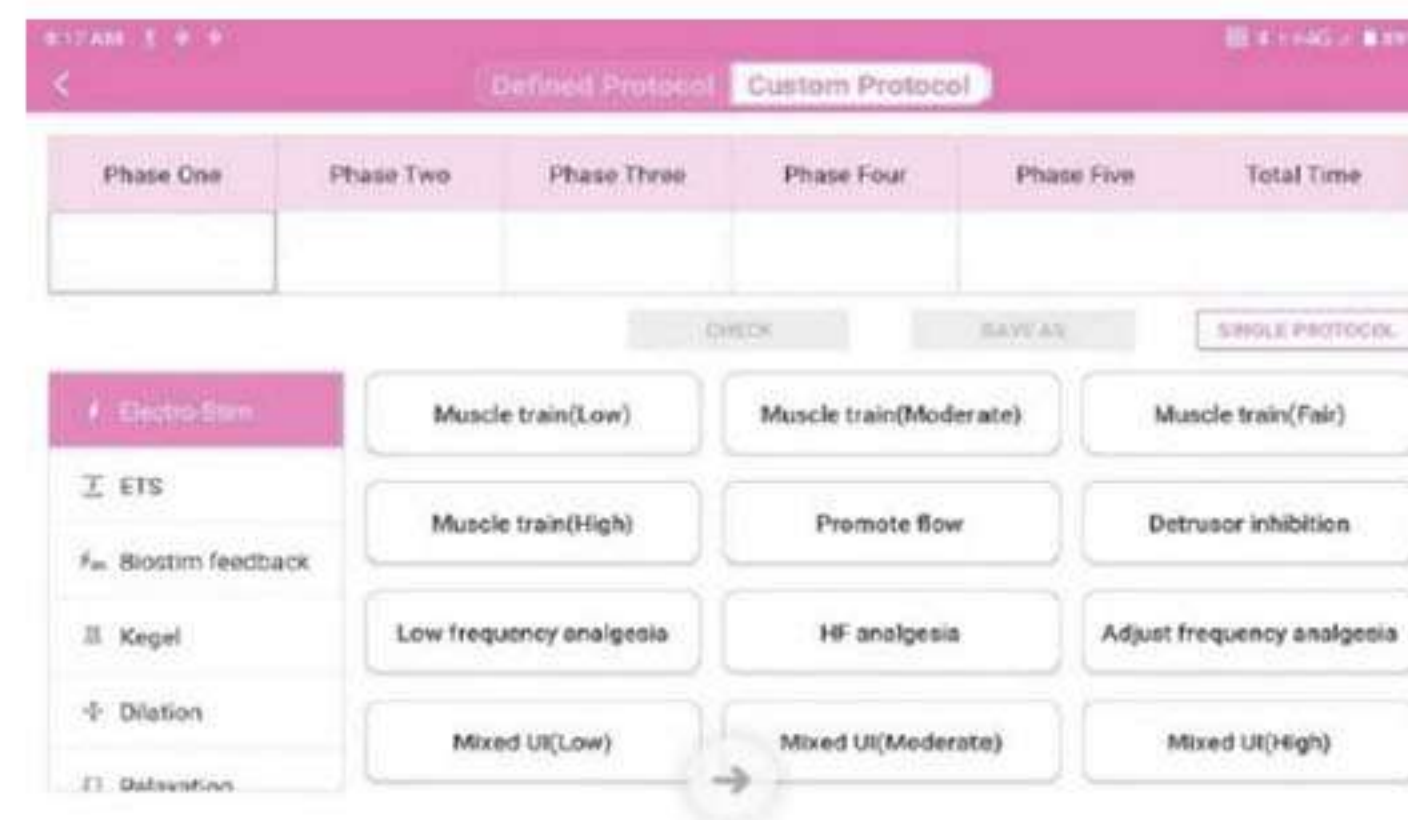 Defined Protocol Custom Protocol
Phase One Phase Two Phase Three Phase Four Phase Five Total Time
CHECK SAVE AS SINGLE PROTOCOL
Electro-Stim
Muscle train(Low) Muscle train(Moderate) Muscle train(Fair)
ETS
Muscle train(High) Promote flow Detrusor inhibition
Biostim feedback
Kegel
Low frequency analgesia HF analgesia Adjust frequency analgesia
Dilation
Mixed UI(Low) Mixed UI(Moderate) Mixed UI(High)
Relaxation